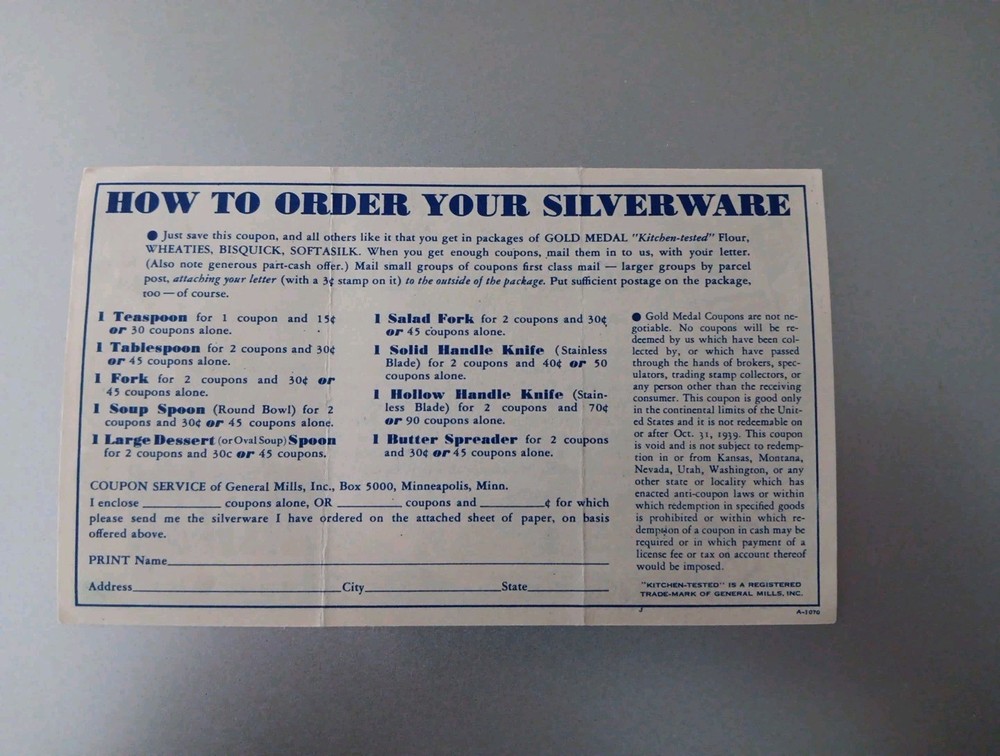 HOW TO ORDER YOUR SILVERWARE
● Just save this coupon, and all others like it that you get in packages of GOLD MEDAL "Kitchen-tested" Flour,
WHEATIES, BISQUICK, SOFTASILK. When you get enough coupons, mail them in to us, with your letter.
(Also note generous part-cash offer.) Mail small groups of coupons first class mail — larger groups by parcel
post, attaching your letter (with a 3¢ stamp on it) to the outside of the package. Put sufficient postage on the package,
too — of course.
1 Teaspoon for 1 coupon and 15¢
or 30 coupons alone.
1 Tablespoon for 2 coupons and 30¢
or 45 coupons alone.
1 Fork for 2 coupons and 30¢ or
45 coupons alone.
1 Soup Spoon (Round Bowl) for 2
coupons and 30¢ or 45 coupons alone.
1 Large Dessert (or Oval Soup) Spoon
for 2 coupons and 30c or 45 coupons.
1 Salad Fork for 2 coupons and 30¢
or 45 coupons alone.
1 Solid Handle Knife (Stainless
Blade) for 2 coupons and 40¢ or 50
coupons alone.
1 Hollow Handle Knife (Stain-
less Blade) for 2 coupons and 70¢
or 90 coupons alone.
1 Butter Spreader for 2 coupons
and 30¢ or 45 coupons alone.
● Gold Medal Coupons are not ne-
gotiable. No coupons will be re-
deemed by us which have been col-
lected by, or which have passed
through the hands of brokers, spec-
ulators, trading stamp collectors, or
any person other than the receiving
consumer. This coupon is good only
in the continental limits of the Unit-
ed States and it is not redeemable on
or after Oct. 31, 1939. This coupon
is void and is not subject to redemp-
tion in or from Kansas, Montana,
Nevada, Utah, Washington, or any
other state or locality which has
enacted anti-coupon laws or within
which redemption in specified goods
is prohibited or within which re-
demption of a coupon in cash may be
required or in which payment of a
license fee or tax on account thereof
would be imposed.
COUPON SERVICE of General Mills, Inc., Box 5000, Minneapolis, Minn.
I enclose ____________ coupons alone, OR __________ coupons and __________¢ for which
please send me the silverware I have ordered on the attached sheet of paper, on basis
offered above.
PRINT Name____________
Address____________City____________State____________
"KITCHEN-TESTED" IS A REGISTERED
TRADE-MARK OF GENERAL MILLS, INC.
J
A-1070